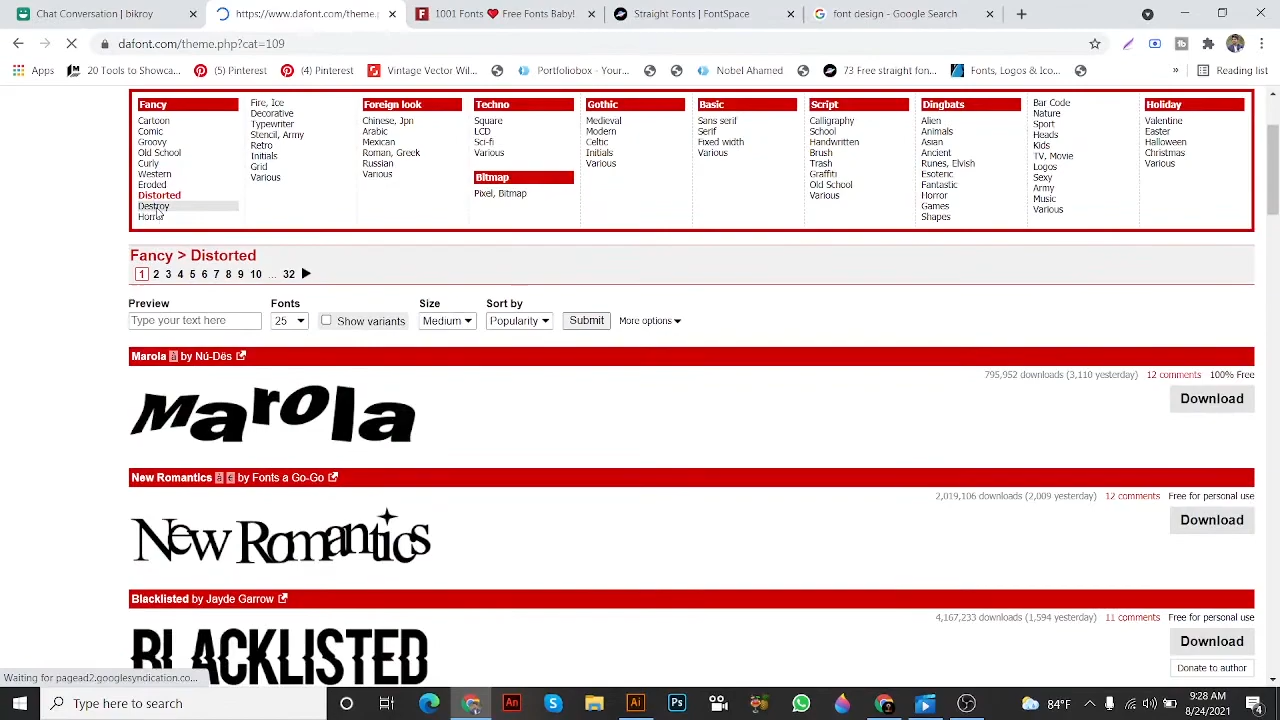 Chat
Straight Fonts | dafont.com
1001 Fonts ❤ Free Fonts Baby!
FontSpace
font design - Google Search
dafont.com/theme.php?cat=109
Apps
20 Tools to Showca...
(5) Pinterest
(4) Pinterest
Vintage Vector Wil...
Portfoliobox - Your...
Nobel Ahamed
73 Free straight fon...
Fonts, Logos & Ico...
»
Reading list
Fancy
Cartoon
Comic
Groovy
Old School
Curly
Western
Eroded
Distorted
Destroy
Horror
Fire, Ice
Decorative
Typewriter
Stencil, Army
Retro
Initials
Grid
Various
Foreign look
Chinese, Jpn
Arabic
Mexican
Roman, Greek
Russian
Various
Techno
Square
LCD
Sci-fi
Various
Bitmap
Pixel, Bitmap
Gothic
Medieval
Modern
Celtic
Initials
Various
Basic
Sans serif
Serif
Fixed width
Various
Script
Calligraphy
School
Handwritten
Brush
Trash
Graffiti
Old School
Various
Dingbats
Alien
Animals
Asian
Ancient
Runes, Elvish
Esoteric
Fantastic
Horror
Games
Shapes
Bar Code
Nature
Sport
Heads
Kids
TV, Movie
Logos
Sexy
Army
Music
Various
Holiday
Valentine
Easter
Halloween
Christmas
Various
Fancy > Distorted
1 2 3 4 5 6 7 8 9 10 ... 32
Preview
Type your text here
Fonts
25
Show variants
Size
Medium
Sort by
Popularity
Submit
More options
Marola à by Nú-Dës
795,952 downloads (3,110 yesterday) 12 comments 100% Free
Marola
Download
New Romantics à € by Fonts a Go-Go
2,019,106 downloads (2,009 yesterday) 12 comments Free for personal use
New Romantics
Download
Blacklisted by Jayde Garrow
4,167,233 downloads (1,594 yesterday) 11 comments Free for personal use
BLACKLISTED
Download
Donate to author
Waiting for pagead2.googlesyndication.co...
Type here to search
An
Ai
Ps
84°F
9:28 AM
8/24/2021